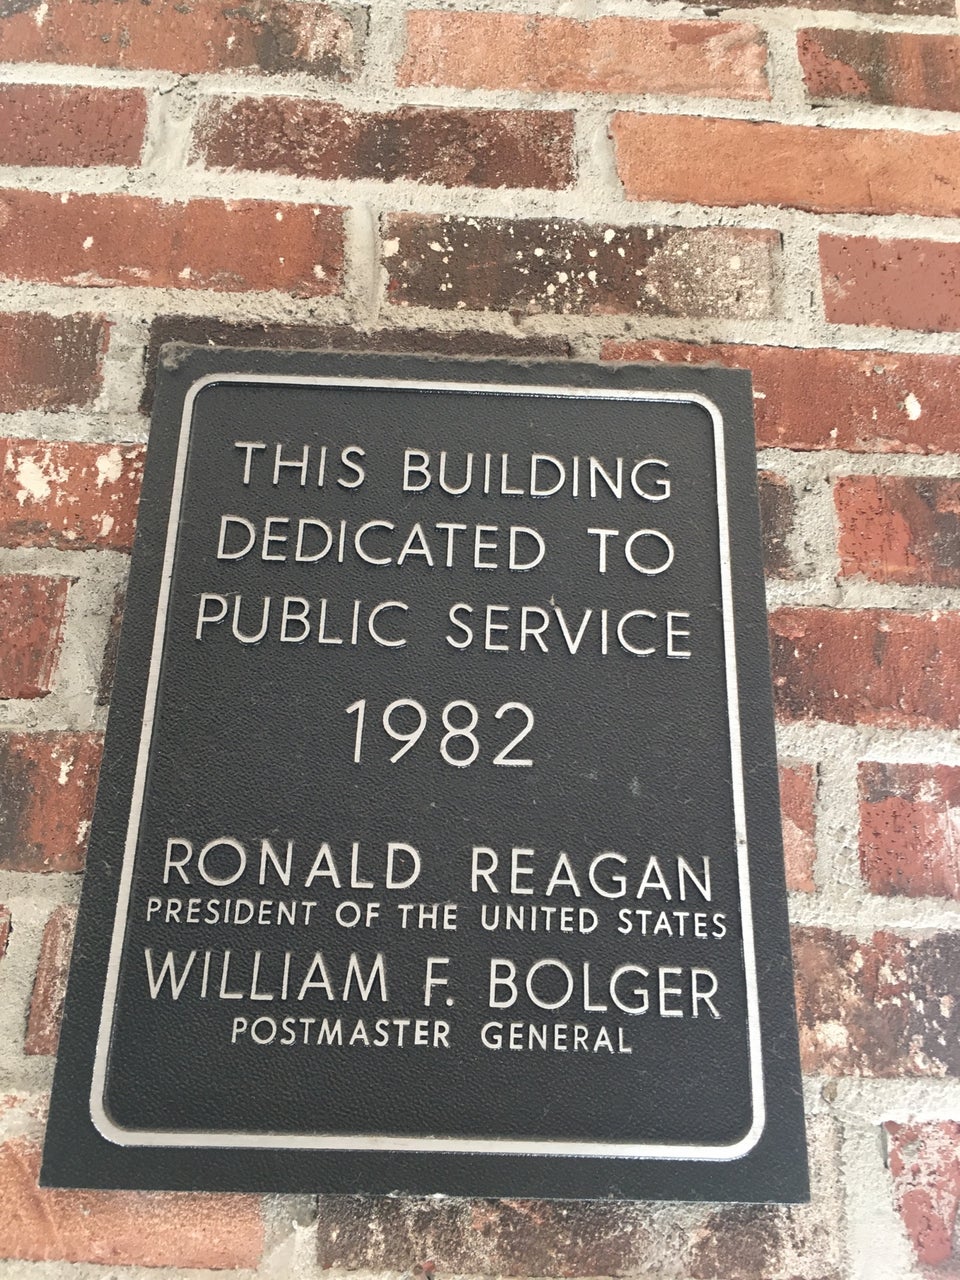 THIS BUILDING
DEDICATED TO
PUBLIC SERVICE
1982
RONALD REAGAN
PRESIDENT OF THE UNITED STATES
WILLIAM F. BOLGER
POSTMASTER GENERAL